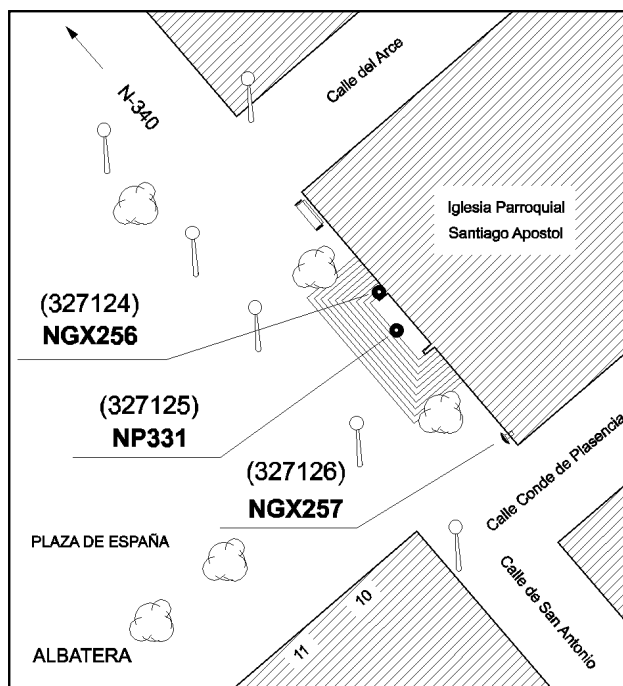 N-340
Calle del Arce
Iglesia Parroquial
Santiago Apostol
(327124)
NGX256
(327125)
NP331
(327126)
NGX257
Calle Conde de Plasencia
Calle de San Antonio
PLAZA DE ESPAÑA
10
11
ALBATERA